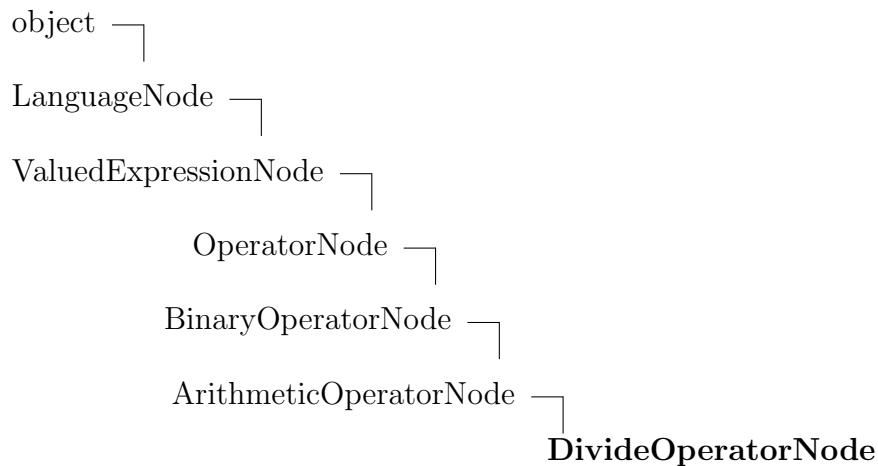 object
LanguageNode
ValuedExpressionNode
OperatorNode
BinaryOperatorNode
ArithmeticOperatorNode
DivideOperatorNode